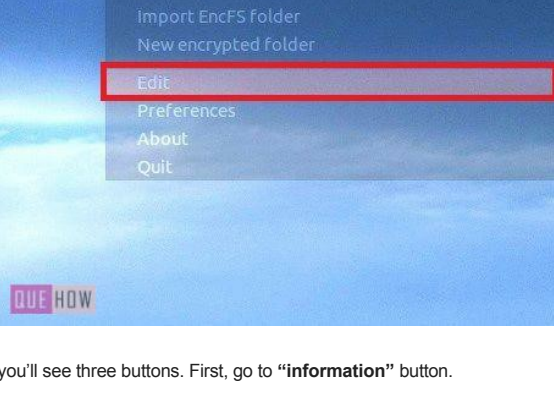 Import EncFS folder
New encrypted folder
Edit
Preferences
About
Quit
QUE HOW
you’ll see three buttons. First, go to “information” button.